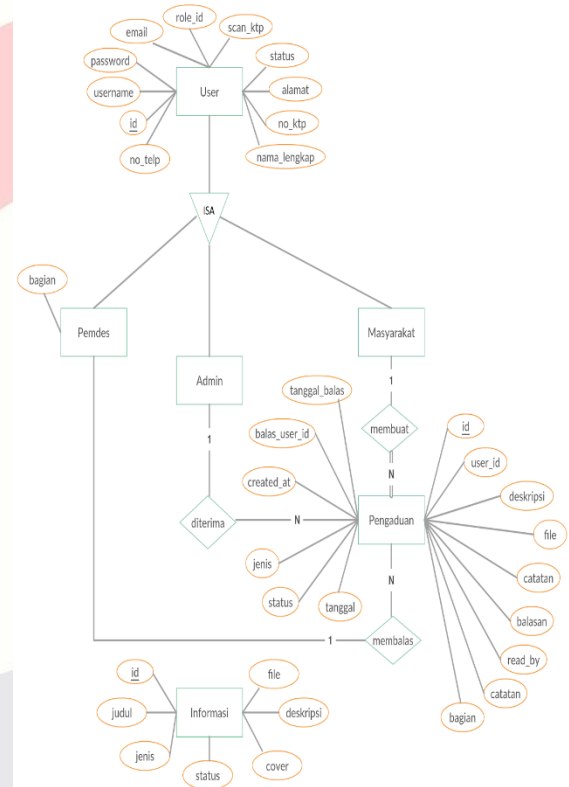 role_id
email
scan_ktp
password
status
User
username
alamat
id
no_ktp
no_telp
nama_lengkap
ISA
bagian
Pemdes
Masyarakat
Admin
tanggal_balas
1
1
membuat
id
balas_user_id
user_id
N
created_at
deskripsi
diterima
N
Pengaduan
file
jenis
catatan
N
status
tanggal
balasan
1
membalas
read_by
id
file
catatan
judul
Informasi
deskripsi
bagian
jenis
cover
status